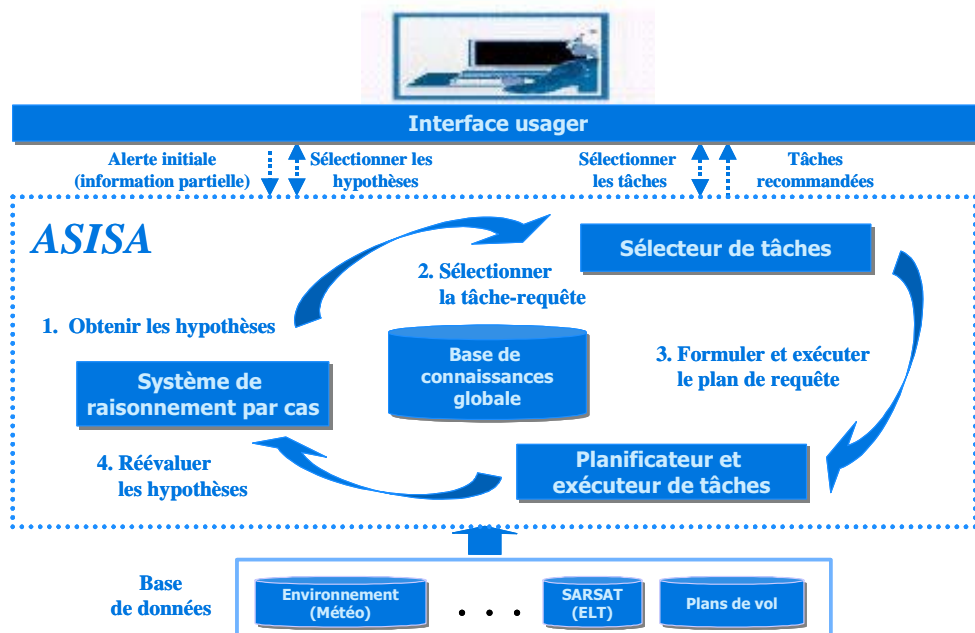 Interface usager
Alerte initiale
(information partielle)
Sélectionner les
hypothèses
Sélectionner
les tâches
Tâches
recommandées
ASISA
Sélecteur de tâches
2. Sélectionner
la tâche-requête
1. Obtenir les hypothèses
Base de
connaissances
globale
3. Formuler et exécuter
le plan de requête
Système de
raisonnement par cas
4. Réévaluer
les hypothèses
Planificateur et
exécuteur de tâches
Base
de données
Environnement
(Météo)
. . .
SARSAT
(ELT)
Plans de vol